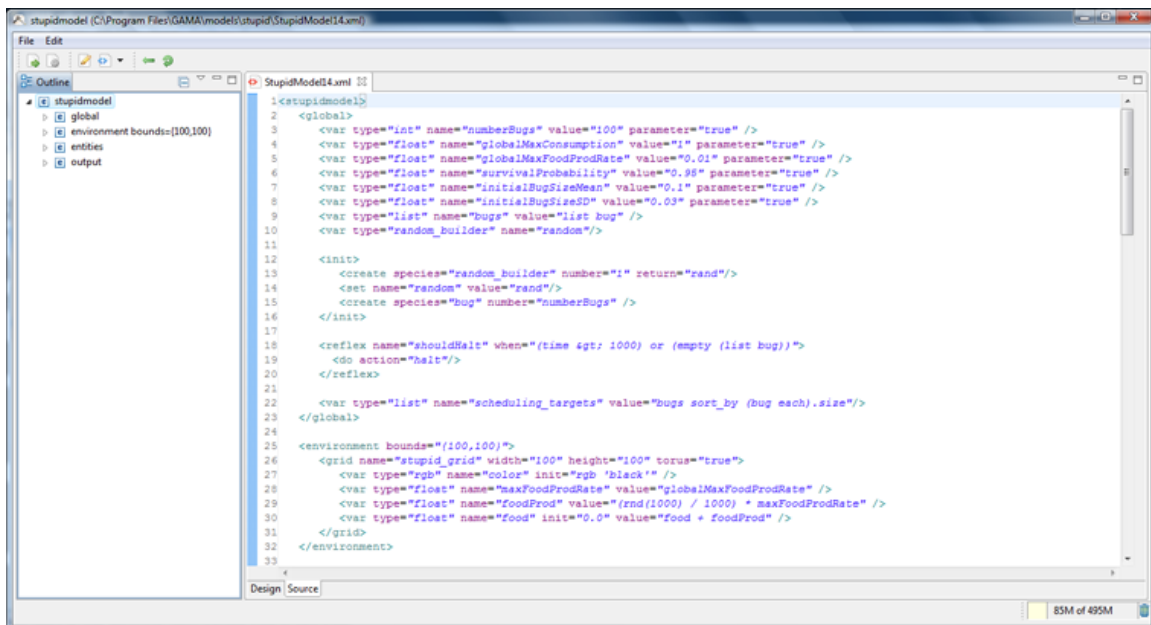 stupidmodel (C:\Program Files\GAMA\models\stupid\StupidModel14.xml)
File Edit
Outline
stupidmodel
global
environment bounds={100,100}
entities
output
StupidModel14.xml
1 <stupidmodel>
2 <global>
3 <var type="int" name="numberBugs" value="100" parameter="true" />
4 <var type="float" name="globalMaxConsumption" value="1" parameter="true" />
5 <var type="float" name="globalMaxFoodProdRate" value="0.01" parameter="true" />
6 <var type="float" name="survivalProbability" value="0.95" parameter="true" />
7 <var type="float" name="initialBugSizeMean" value="0.1" parameter="true" />
8 <var type="float" name="initialBugSizeSD" value="0.03" parameter="true" />
9 <var type="list" name="bugs" value="list bug" />
10 <var type="random_builder" name="random"/>
11
12 <init>
13 <create species="random_builder" number="1" return="rand"/>
14 <set name="random" value="rand"/>
15 <create species="bug" number="numberBugs" />
16 </init>
17
18 <reflex name="shouldHalt" when="(time &gt; 1000) or (empty (list bug))">
19 <do action="halt"/>
20 </reflex>
21
22 <var type="list" name="scheduling_targets" value="bugs sort_by (bug each).size"/>
23 </global>
24
25 <environment bounds="{100,100}">
26 <grid name="stupid_grid" width="100" height="100" torus="true">
27 <var type="rgb" name="color" init="rgb 'black'" />
28 <var type="float" name="maxFoodProdRate" value="globalMaxFoodProdRate" />
29 <var type="float" name="foodProd" value="(rnd(1000) / 1000) * maxFoodProdRate" />
30 <var type="float" name="food" init="0.0" value="food + foodProd" />
31 </grid>
32 </environment>
33
Design Source
85M of 495M